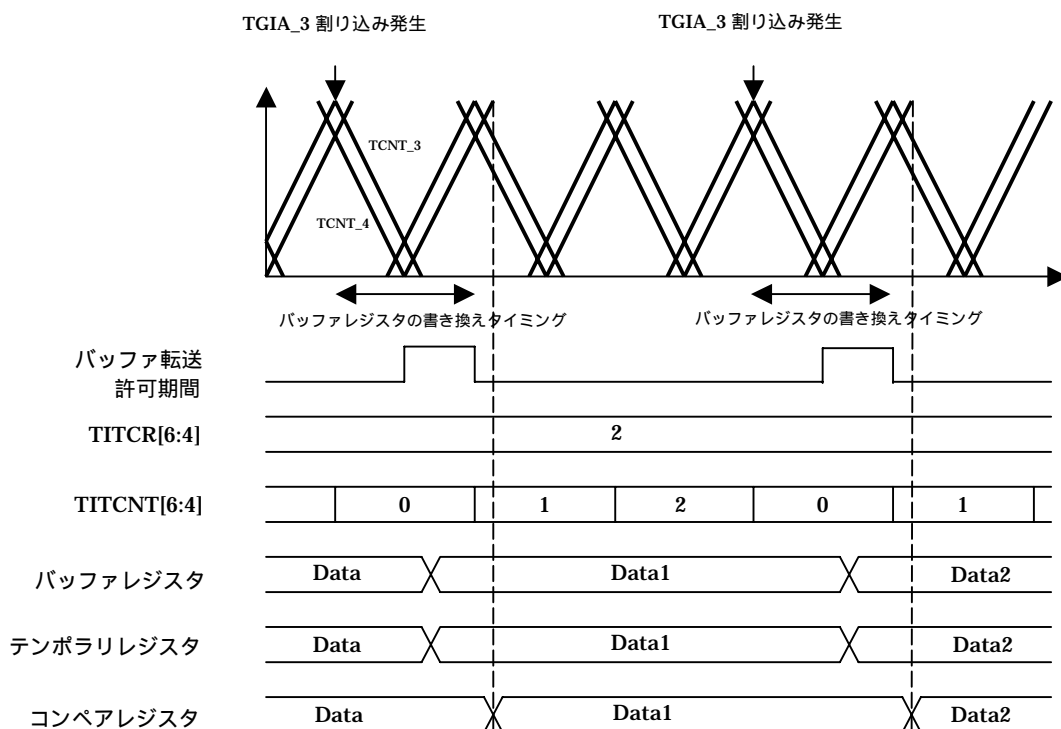 TGIA_3 割り込み発生
TGIA_3 割り込み発生
TCNT_3
TCNT_4
バッファレジスタの書き換えタイミング
バッファレジスタの書き換えタイミング
バッファ転送
許可期間
TITCR[6:4]
2
TITCNT[6:4]
0
1
2
0
1
バッファレジスタ
Data
Data1
Data2
テンポラリレジスタ
Data
Data1
Data2
コンペアレジスタ
Data
Data1
Data2